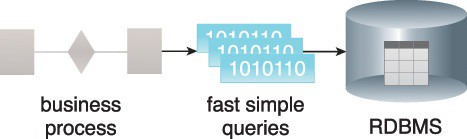 1010110
1010110
1010110
business
process
fast simple
queries
RDBMS